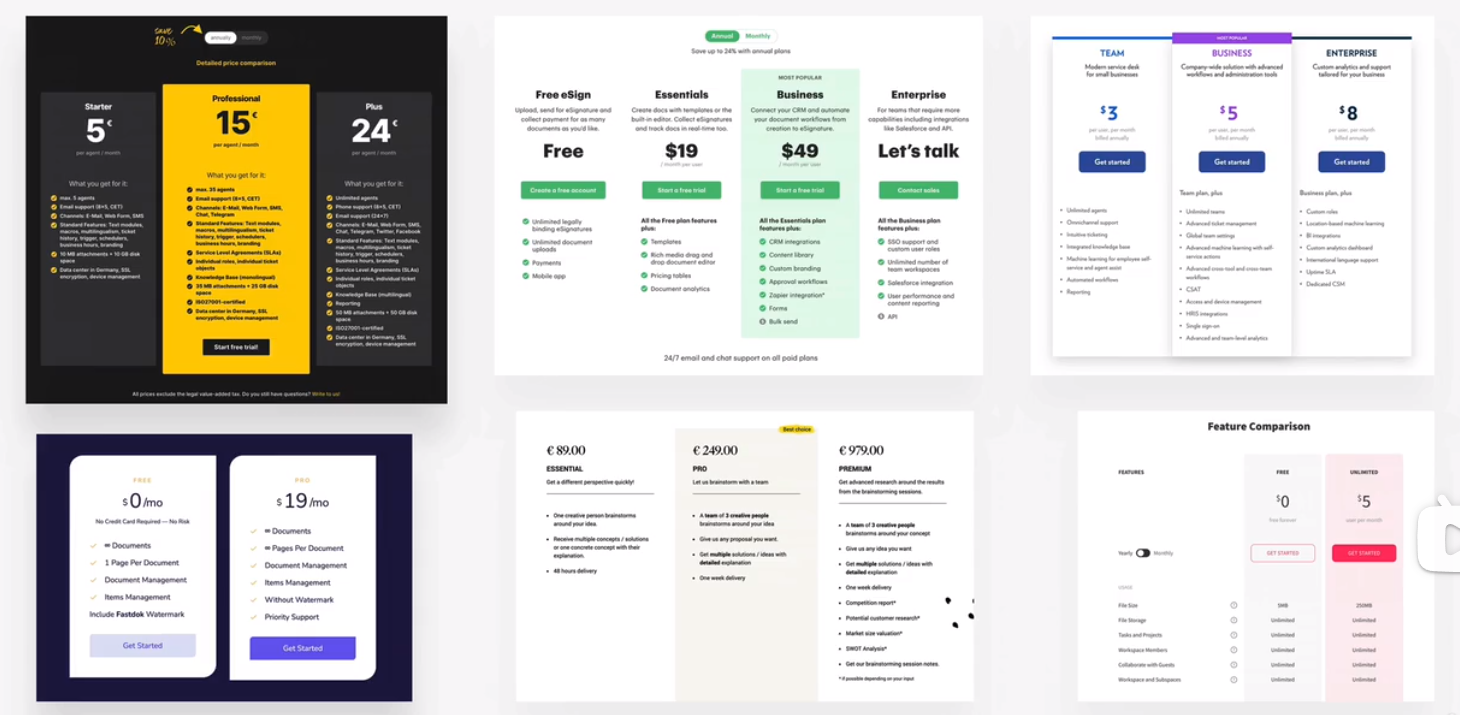 SAVE
10%
annually
monthly
Detailed price comparison
Starter
5€
per agent / month
What you get for it:
max. 5 agents
Email support (8×5, CET)
Channels: E-Mail, Web Form, SMS
Standard Features: Text modules,
macros, multilingualism, ticket
history, trigger, schedulers,
business hours, branding
10 MB attachments + 10 GB disk
space
Data center in Germany, SSL
encryption, device management
Professional
15€
per agent / month
What you get for it:
max. 35 agents
Email support (8×5, CET)
Channels: E-Mail, Web Form, SMS,
Chat, Telegram
Standard Features: Text modules,
macros, multilingualism, ticket
history, trigger, schedulers,
business hours, branding
Service Level Agreements (SLAs)
Individual roles, individual ticket
objects
Knowledge Base (monolingual)
35 MB attachments + 25 GB disk
space
ISO27001-certified
Data center in Germany, SSL
encryption, device management
Start free trial!
Plus
24€
per agent / month
What you get for it:
Unlimited agents
Phone support (8×5, CET)
Email support (24×7)
Channels: E-Mail, Web Form, SMS,
Chat, Telegram, Twitter, Facebook
Standard Features: Text modules,
macros, multilingualism, ticket
history, trigger, schedulers,
business hours, branding
Service Level Agreements (SLAs)
Individual roles, individual ticket
objects
Knowledge Base (multilingual)
Reporting
50 MB attachments + 50 GB disk
space
ISO27001-certified
Data center in Germany, SSL
encryption, device management
All prices exclude the legal value-added tax. Do you still have questions? Write to us!
Annual
Monthly
Save up to 24% with annual plans
Free eSign
Upload, send for eSignature and
collect payment for as many
documents as you'd like.
Free
Create a free account
Unlimited legally
binding eSignatures
Unlimited document
uploads
Payments
Mobile app
Essentials
Create docs with templates or the
built-in editor. Collect eSignatures
and track docs in real-time too.
$19
/ month per user
Start a free trial
All the Free plan features
plus:
Templates
Rich media drag and
drop document editor
Pricing tables
Document analytics
MOST POPULAR
Business
Connect your CRM and automate
your document workflows from
creation to eSignature.
$49
/ month per user
Start a free trial
All the Essentials plan
features plus:
CRM integrations
Content library
Custom branding
Approval workflows
Zapier integration*
Forms
Bulk send
Enterprise
For teams that require more
capabilities including integrations
like Salesforce and API.
Let's talk
Contact sales
All the Business plan
features plus:
SSO support and
custom user roles
Unlimited number of
team workspaces
Salesforce integration
User performance and
content reporting
API
24/7 email and chat support on all paid plans
TEAM
Modern service desk
for small businesses
$3
per user, per month
billed annually
Get started
Unlimited agents
Omnichannel support
Intuitive ticketing
Integrated knowledge base
Machine learning for employee self-
service and agent assist
Automated workflows
Reporting
MOST POPULAR
BUSINESS
Company-wide solution with advanced
workflows and administration tools
$5
per user, per month
billed annually
Get started
Team plan, plus
Unlimited teams
Advanced ticket management
Global team settings
Advanced machine learning with self-
service actions
Advanced cross-tool and cross-team
workflows
CSAT
Access and device management
HRIS integrations
Single sign-on
Advanced and team-level analytics
ENTERPRISE
Custom analytics and support
tailored for your business
$8
per user, per month
billed annually
Get started
Business plan, plus
Custom roles
Location-based machine learning
BI integrations
Custom analytics dashboard
International language support
Uptime SLA
Dedicated CSM
FREE
$0/mo
No Credit Card Required — No Risk
∞ Documents
1 Page Per Document
Document Management
Items Management
Include Fastdok Watermark
Get Started
PRO
$19/mo
∞ Documents
∞ Pages Per Document
Document Management
Items Management
Without Watermark
Priority Support
Get Started
€ 89.00
ESSENTIAL
Get a different perspective quickly!
One creative person brainstorms
around your idea.
Receive multiple concepts / solutions
or one concrete concept with their
explanation.
48 hours delivery
Best choice
€ 249.00
PRO
Let us brainstorm with a team
A team of 3 creative people
brainstorms around your idea
Give us any proposal you want.
Get multiple solutions / ideas with
detailed explanation
One week delivery
€ 979.00
PREMIUM
Get advanced research around the results
from the brainstorming sessions.
A team of 3 creative people
brainstorms around your concept
Give us any idea you want
Get multiple solutions / ideas with
detailed explanation
One week delivery
Competition report*
Potential customer research*
Market size valuation*
SWOT Analysis*
Get our brainstorming session notes.
* if possible depending on your input
Feature Comparison
FEATURES
FREE
UNLIMITED
$0
$5
free forever
user per month
Yearly
Monthly
GET STARTED
GET STARTED
USAGE
File Size
5MB
250MB
File Storage
Unlimited
Unlimited
Tasks and Projects
Unlimited
Unlimited
Workspace Members
Unlimited
Unlimited
Collaborate with Guests
Unlimited
Unlimited
Workspace and Subspaces
Unlimited
Unlimited